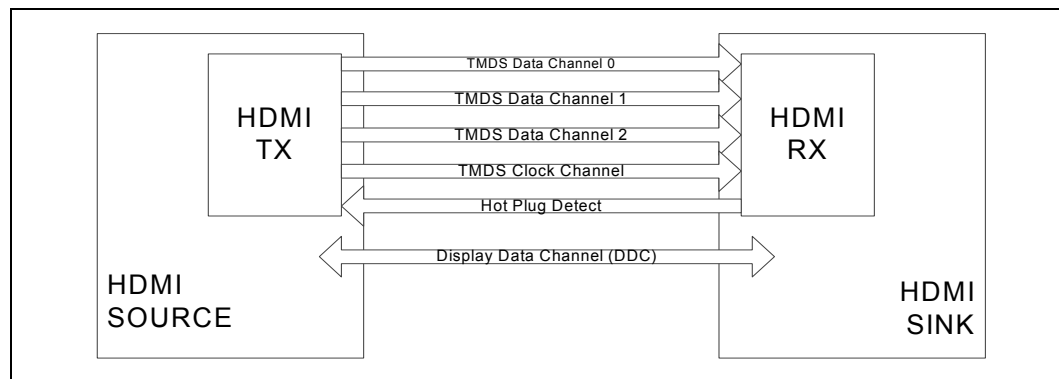 TMDS Data Channel 0
TMDS Data Channel 1
HDMI
TX
HDMI
RX
TMDS Data Channel 2
TMDS Clock Channel
Hot Plug Detect
Display Data Channel (DDC)
HDMI
SOURCE
HDMI
SINK